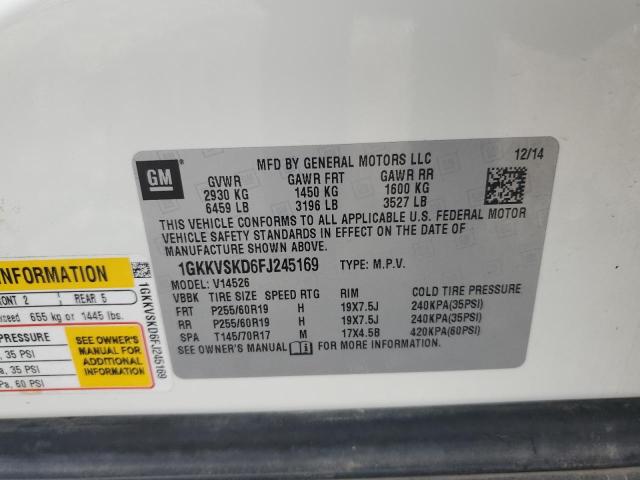 MFD BY GENERAL MOTORS LLC 12/14
GM
GVWR GAWR FRT GAWR RR
2930 KG 1450 KG 1600 KG
6459 LB 3196 LB 3527 LB
THIS VEHICLE CONFORMS TO ALL APPLICABLE U.S. FEDERAL MOTOR
VEHICLE SAFETY STANDARDS IN EFFECT ON THE DATE OF
MANUFACTURE SHOWN ABOVE.
1GKKVSKD6FJ245169 TYPE: M.P.V.
MODEL: V14526
VBBK TIRE SIZE SPEED RTG RIM COLD TIRE PRESSURE
FRT P255/60R19 H 19X7.5J 240KPA(35PSI)
RR P255/60R19 H 19X7.5J 240KPA(35PSI)
SPA T145/70R17 M 17X4.5B 420KPA(60PSI)
SEE OWNER'S MANUAL FOR MORE INFORMATION.
INFORMATION
FRONT 2 REAR 5
exceed 655 kg or 1445 lbs.
PRESSURE
35 PSI
35 PSI
60 PSI
SEE OWNER'S
MANUAL FOR
ADDITIONAL
INFORMATION
1GKKVSKD6FJ245169